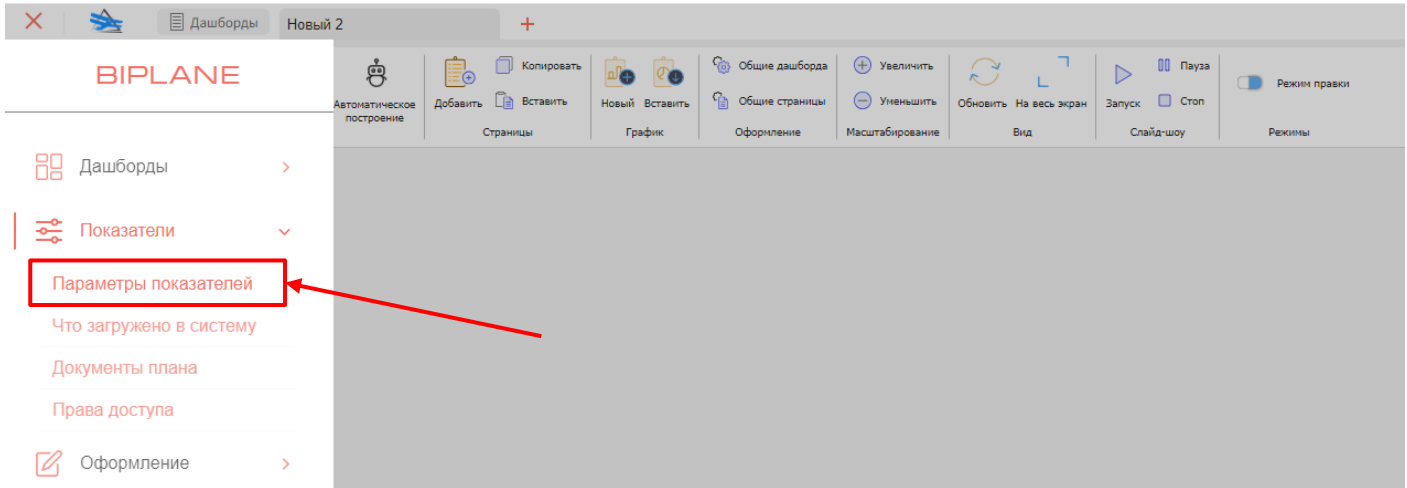 Дашборды
Новый 2
BIPLANE
Дашборды
Показатели
Параметры показателей
Что загружено в систему
Документы плана
Права доступа
Оформление
Автоматическое
построение
Добавить
Копировать
Вставить
Страницы
Новый
Вставить
График
Общие дашборда
Общие страницы
Оформление
Увеличить
Уменьшить
Масштабирование
Обновить
На весь экран
Вид
Запуск
Пауза
Стоп
Слайд-шоу
Режим правки
Режимы